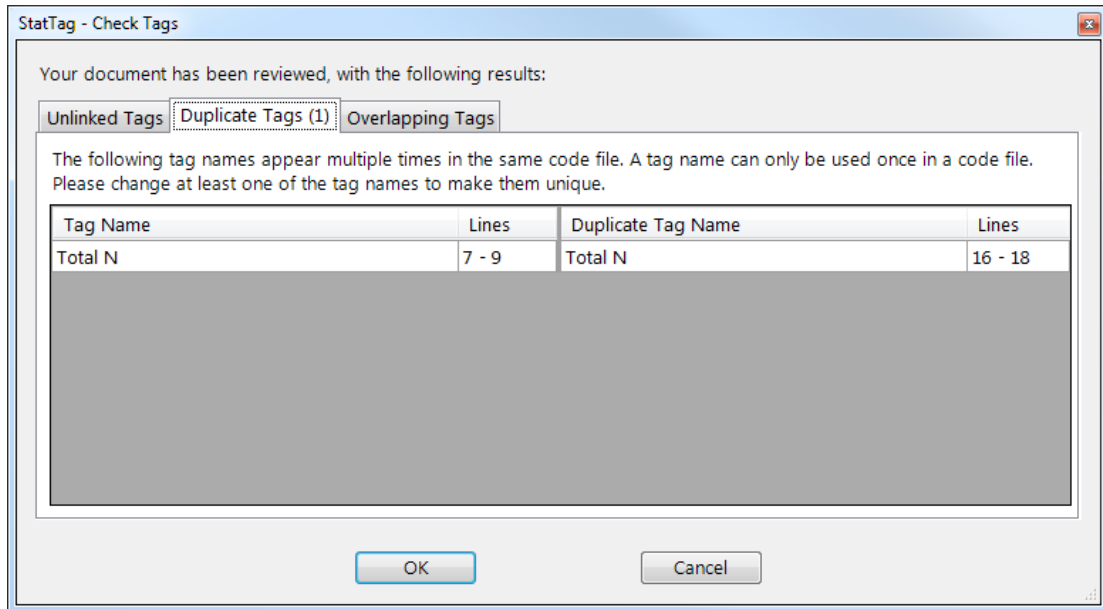 StatTag - Check Tags
Your document has been reviewed, with the following results:
Unlinked Tags Duplicate Tags (1) Overlapping Tags
The following tag names appear multiple times in the same code file. A tag name can only be used once in a code file.
Please change at least one of the tag names to make them unique.
Tag Name Lines Duplicate Tag Name Lines
Total N 7 - 9 Total N 16 - 18
OK Cancel